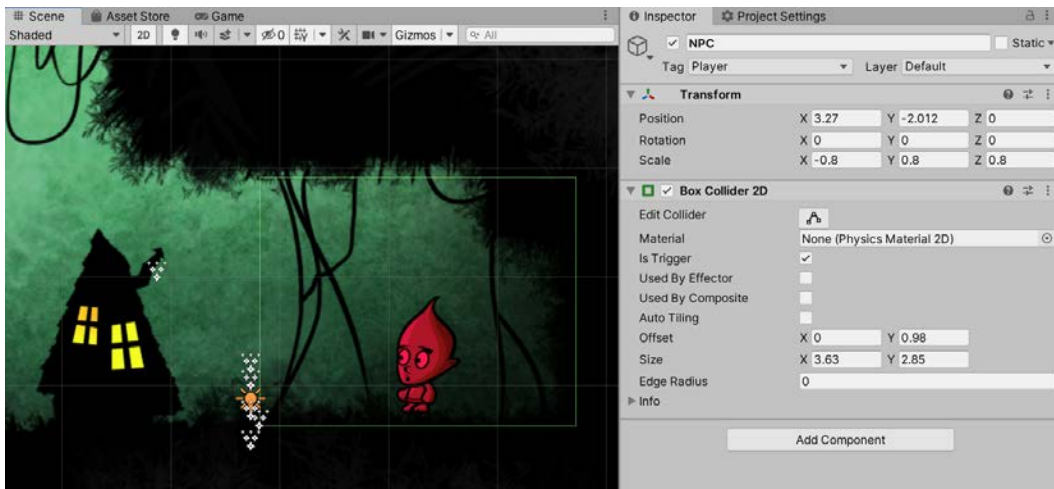 Scene Asset Store Game
Shaded 2D 0 Gizmos All
Inspector Project Settings
NPC Static
Tag Player Layer Default
Transform
Position X 3.27 Y -2.012 Z 0
Rotation X 0 Y 0 Z 0
Scale X -0.8 Y 0.8 Z 0.8
Box Collider 2D
Edit Collider
Material None (Physics Material 2D)
Is Trigger
Used By Effector
Used By Composite
Auto Tiling
Offset X 0 Y 0.98
Size X 3.63 Y 2.85
Edge Radius 0
Info
Add Component